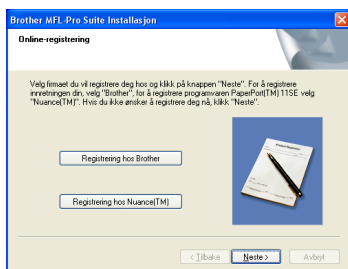 Brother MFL-Pro Suite Installasjon
Online-registrering
Velg firmaet du vil registrere deg hos og klikk på knappen "Neste". For å registrere
innretningen din, velg "Brother", for å registrere programvaren PaperPort(TM) 11SE velg
"Nuance(TM)". Hvis du ikke ønsker å registrere deg nå, klikk "Neste".
Registrering hos Brother
Registrering hos Nuance(TM)
< Tilbake Neste > Avbryt